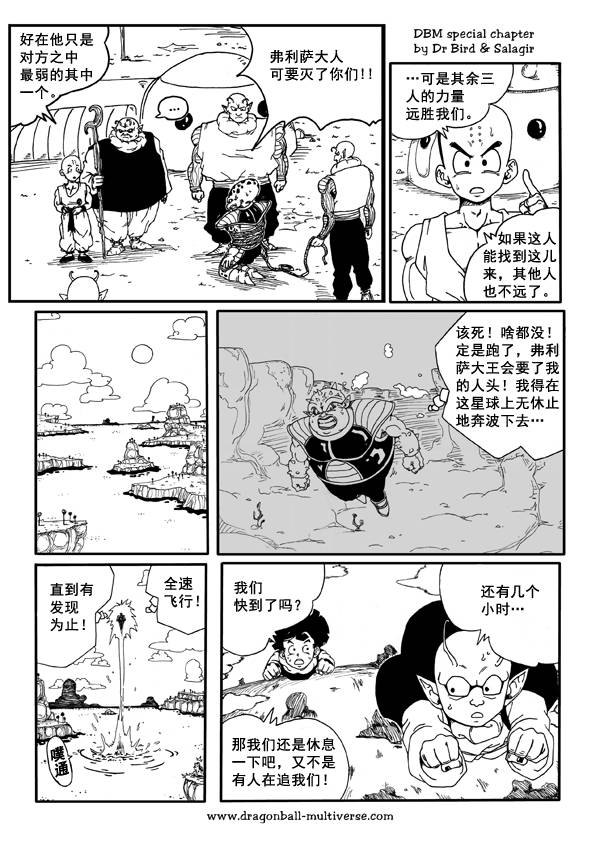 DBM special chapter
by Dr Bird & Salagir
好在他只是
对方之中
最弱的其中
一个。
弗利萨大人
可要灭了你们!!
...
…可是其余三
人的力量
远胜我们。
如果这人
能找到这儿
来,其他人
也不远了。
该死!啥都没!
定是跑了,弗利
萨大王会要了我
的人头!我得在
这星球上无休止
地奔波下去…
全速
飞行!
直到有
发现
为止!
噗通
我们
快到了吗?
还有几个
小时…
那我们还是休息
一下吧,又不是
有人在追我们!
www.dragonball-multiverse.com